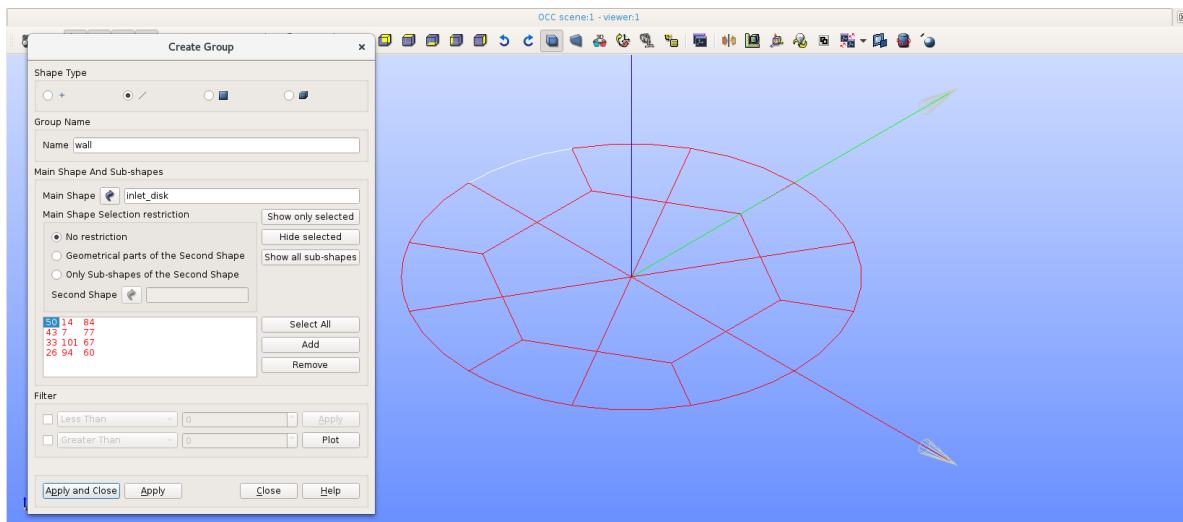 OCC scene:1 - viewer:1
Create Group
Shape Type
Group Name
Name wall
Main Shape And Sub-shapes
Main Shape inlet_disk
Main Shape Selection restriction
Show only selected
No restriction
Hide selected
Geometrical parts of the Second Shape
Show all sub-shapes
Only Sub-shapes of the Second Shape
Second Shape
50 14 84
43 7 77
33 101 67
26 94 60
Select All
Add
Remove
Filter
Less Than 0 Apply
Greater Than 0 Plot
Apply and Close Apply Close Help